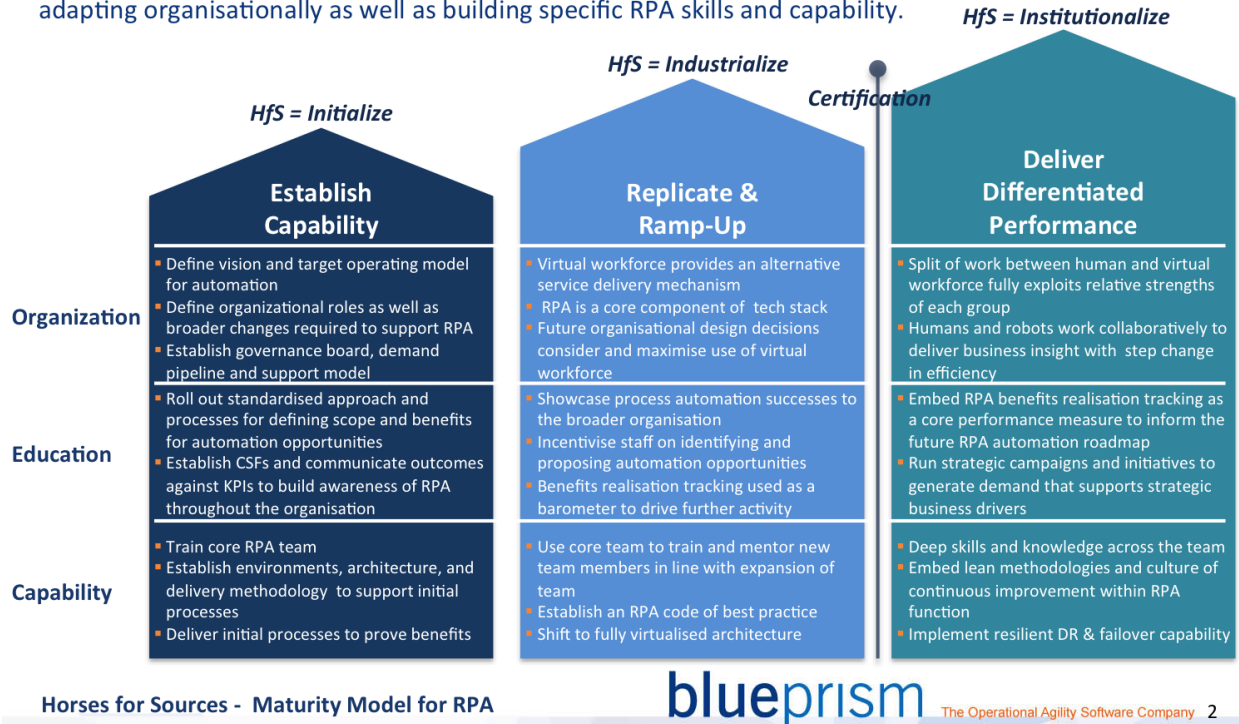 adapting organisationally as well as building specific RPA skills and capability.
HfS = Initialize
HfS = Industrialize
Certification
HfS = Institutionalize
Establish
Capability
Replicate &
Ramp-Up
Deliver
Differentiated
Performance
Organization
▪ Define vision and target operating model
for automation
▪ Define organizational roles as well as
broader changes required to support RPA
▪ Establish governance board, demand
pipeline and support model
▪ Virtual workforce provides an alternative
service delivery mechanism
▪ RPA is a core component of tech stack
▪ Future organisational design decisions
consider and maximise use of virtual
workforce
▪ Split of work between human and virtual
workforce fully exploits relative strengths
of each group
▪ Humans and robots work collaboratively to
deliver business insight with step change
in efficiency
Education
▪ Roll out standardised approach and
processes for defining scope and benefits
for automation opportunities
▪ Establish CSFs and communicate outcomes
against KPIs to build awareness of RPA
throughout the organisation
▪ Showcase process automation successes to
the broader organisation
▪ Incentivise staff on identifying and
proposing automation opportunities
▪ Benefits realisation tracking used as a
barometer to drive further activity
▪ Embed RPA benefits realisation tracking as
a core performance measure to inform the
future RPA automation roadmap
▪ Run strategic campaigns and initiatives to
generate demand that supports strategic
business drivers
Capability
▪ Train core RPA team
▪ Establish environments, architecture, and
delivery methodology to support initial
processes
▪ Deliver initial processes to prove benefits
▪ Use core team to train and mentor new
team members in line with expansion of
team
▪ Establish an RPA code of best practice
▪ Shift to fully virtualised architecture
▪ Deep skills and knowledge across the team
▪ Embed lean methodologies and culture of
continuous improvement within RPA
function
▪ Implement resilient DR & failover capability
Horses for Sources - Maturity Model for RPA
blueprism
The Operational Agility Software Company
2